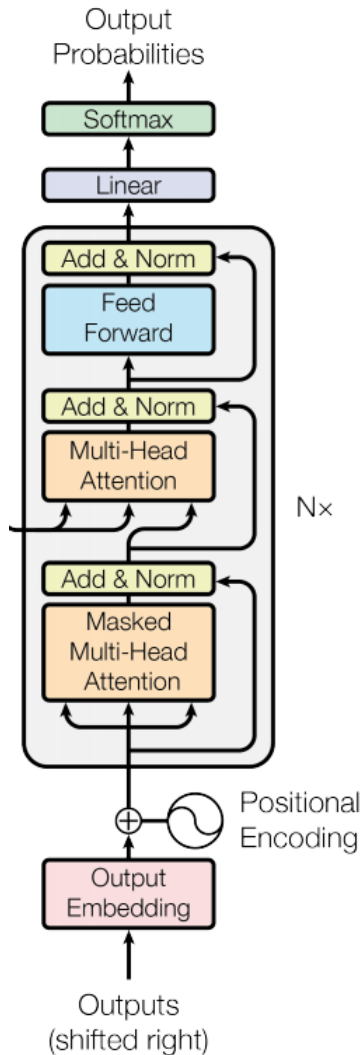 Output
Probabilities
Softmax
Linear
Add & Norm
Feed
Forward
Add & Norm
Multi-Head
Attention
N×
Add & Norm
Masked
Multi-Head
Attention
Positional
Encoding
Output
Embedding
Outputs
(shifted right)